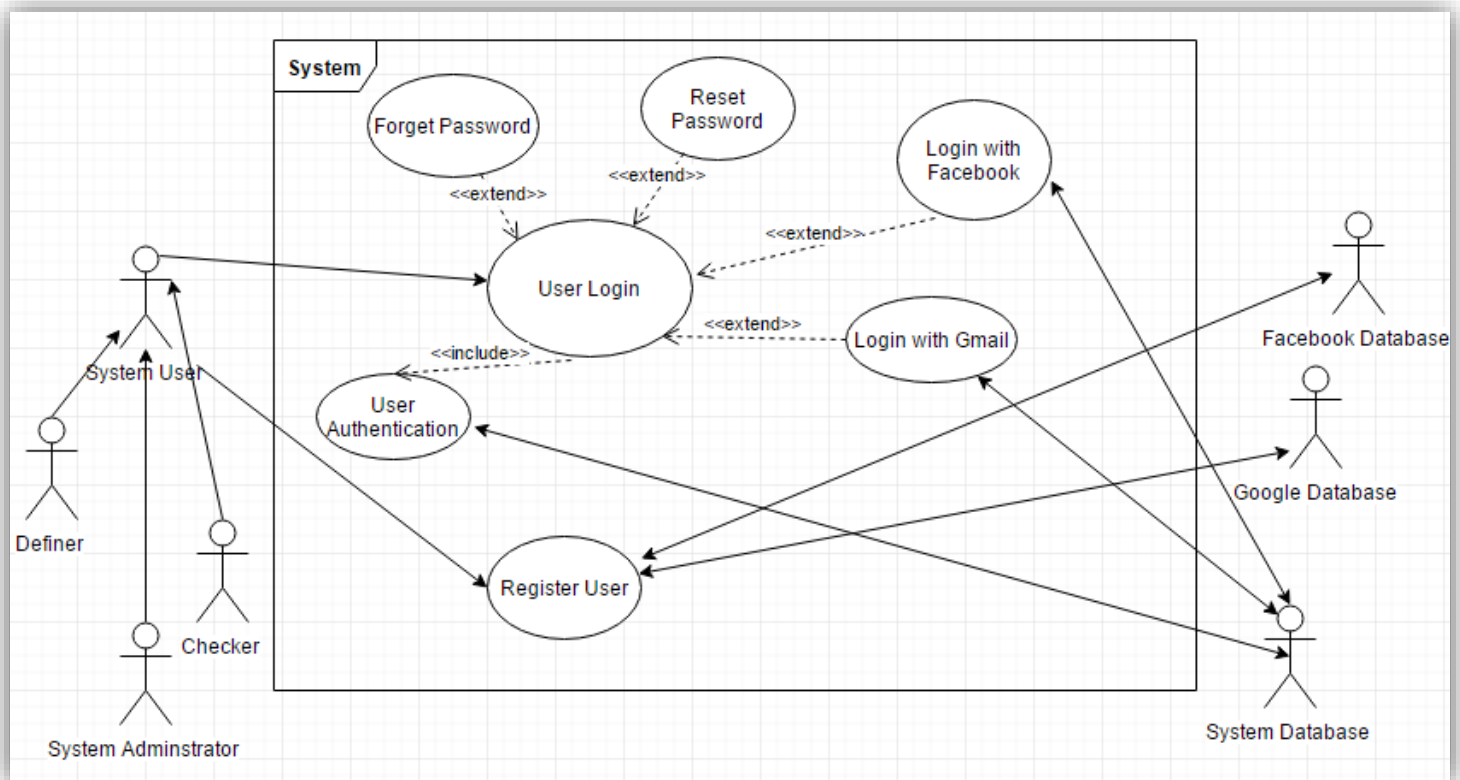 System
Forget Password
Reset
Password
Login with
Facebook
<<extend>>
<<extend>>
<<extend>>
User Login
<<extend>>
Login with Gmail
Facebook Database
<<include>>
System User
User
Authentication
Google Database
Definer
Register User
Checker
System Adminstrator
System Database